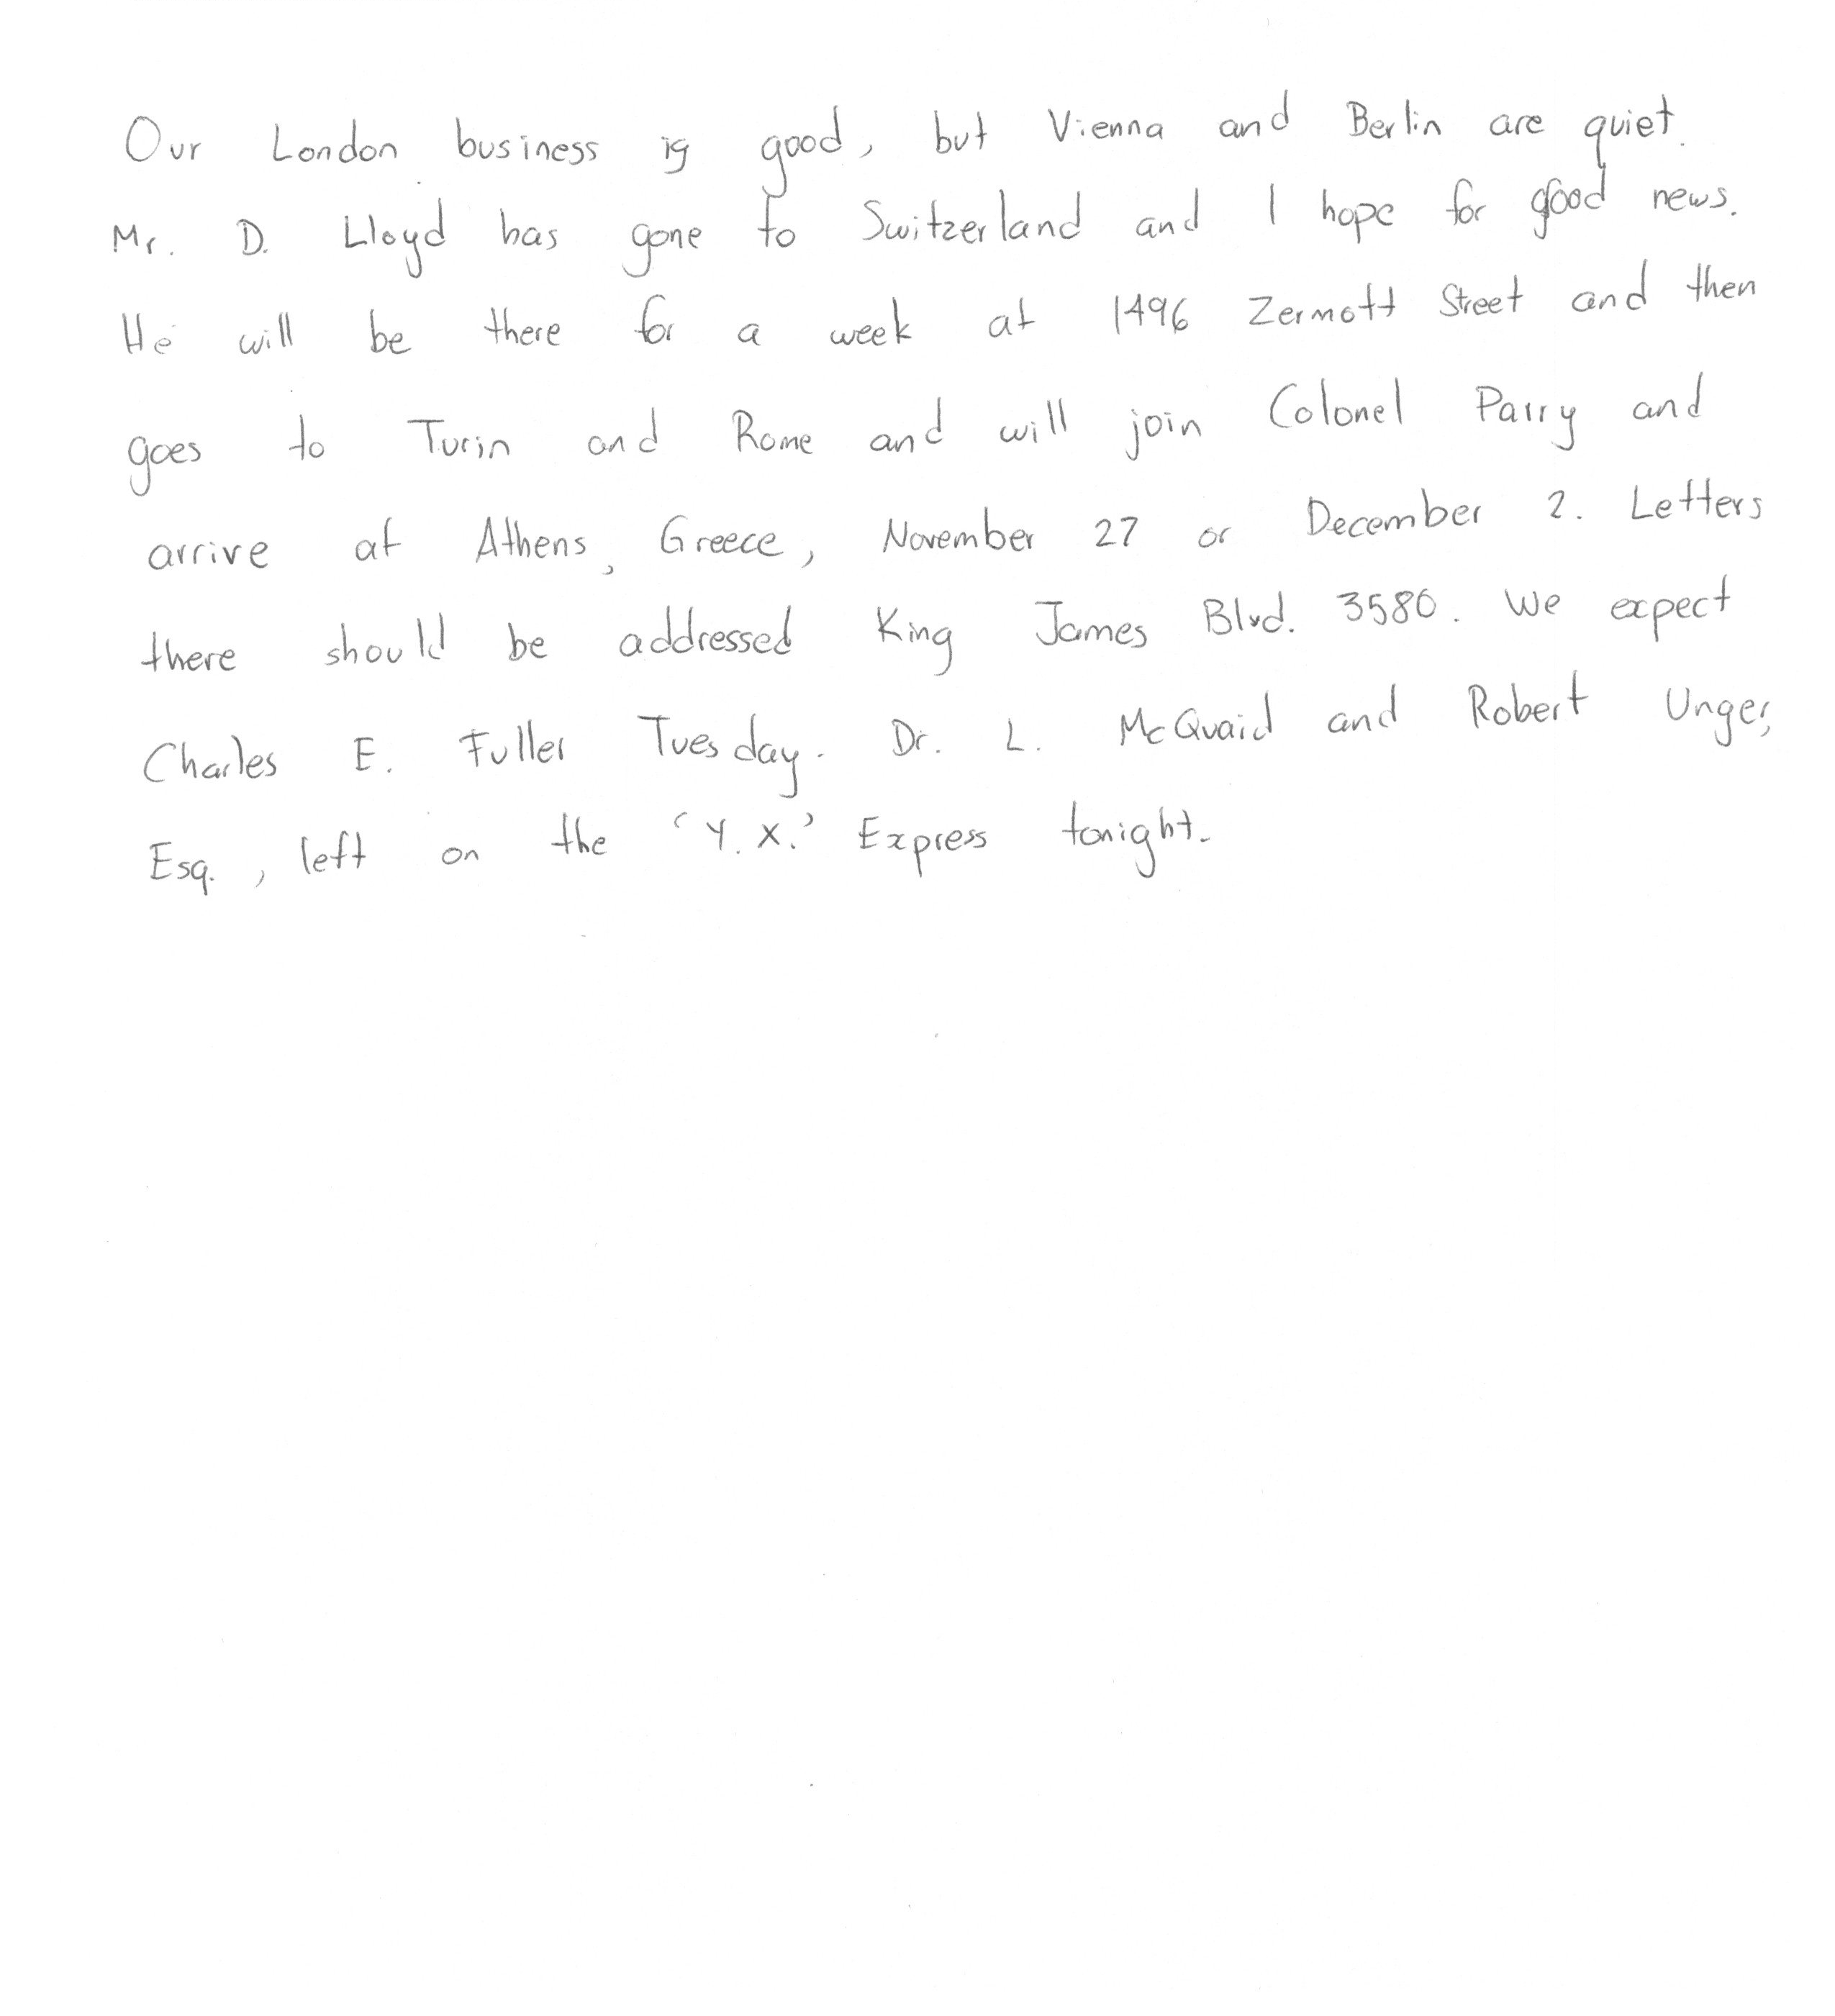 Our London business is good, but Vienna and Berlin are quiet.
Mr. D. Lloyd has gone to Switzerland and I hope for good news.
He will be there for a week at 1496 Zermott Street and then
goes to Turin and Rome and will join Colonel Parry and
arrive at Athens, Greece, November 27 or December 2. Letters
there should be addressed King James Blvd. 3580. We expect
Charles E. Fuller Tuesday. Dr. L. McQuaid and Robert Unger,
Esq., left on the 'Y.X.' Express tonight.